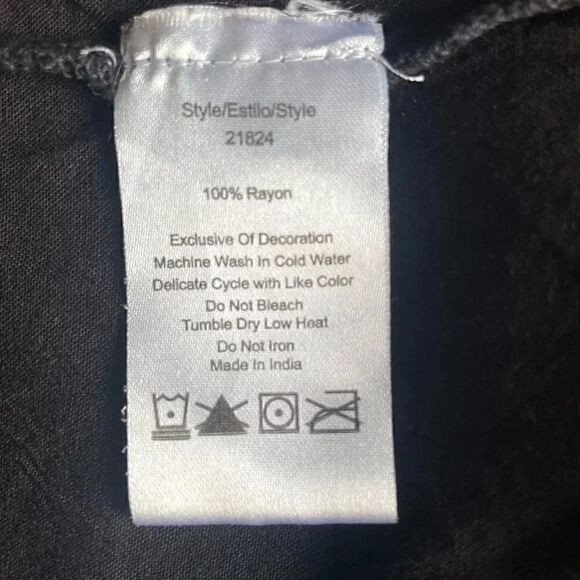 Style/Estilo/Style
21824
100% Rayon
Exclusive Of Decoration
Machine Wash In Cold Water
Delicate Cycle with Like Color
Do Not Bleach
Tumble Dry Low Heat
Do Not Iron
Made In India